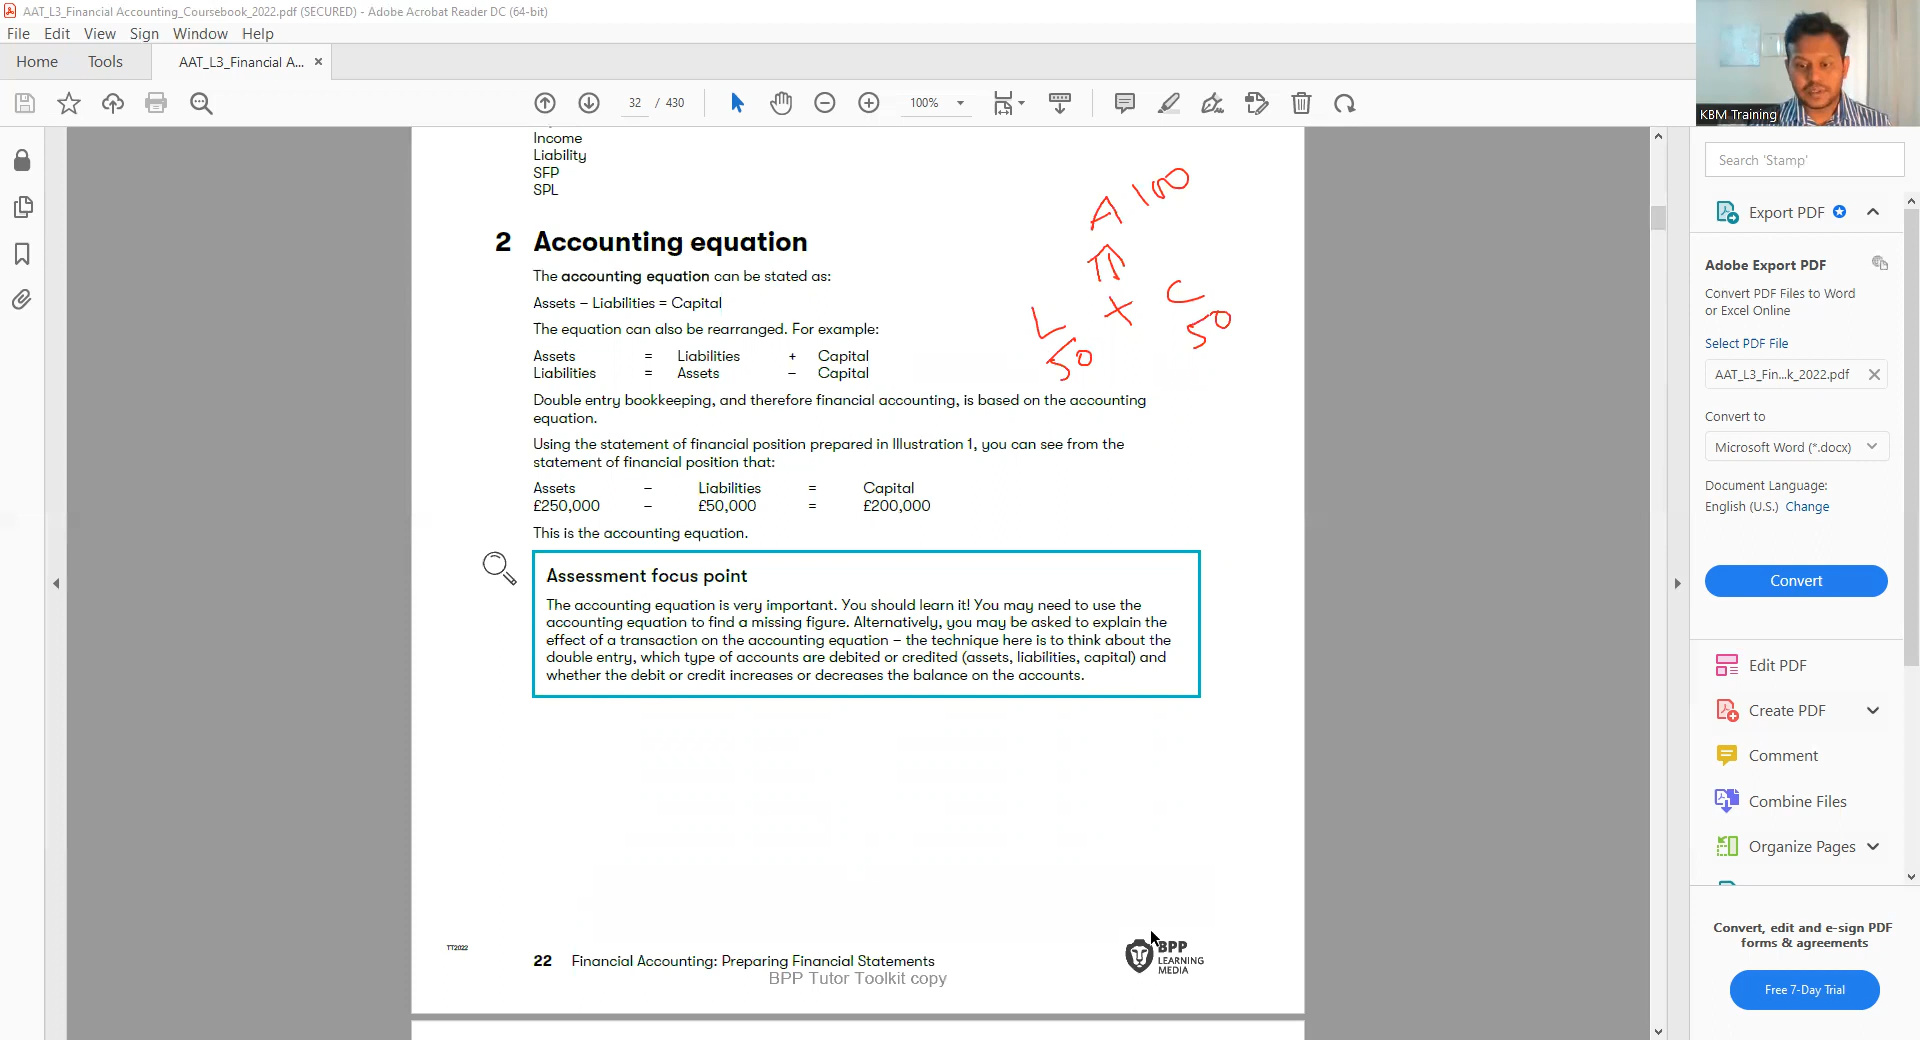 AAT_L3_Financial Accounting_Coursebook_2022.pdf (SECURED) - Adobe Acrobat Reader DC (64-bit)
File Edit View Sign Window Help
Home Tools AAT_L3_Financial A... ×
32 / 430 100%
KBM Training
Income
Liability
SFP
SPL
2 Accounting equation
The accounting equation can be stated as:
Assets – Liabilities = Capital
The equation can also be rearranged. For example:
Assets = Liabilities + Capital
Liabilities = Assets – Capital
A 100
L + C
50 50
Double entry bookkeeping, and therefore financial accounting, is based on the accounting
equation.
Using the statement of financial position prepared in Illustration 1, you can see from the
statement of financial position that:
Assets – Liabilities = Capital
£250,000 – £50,000 = £200,000
This is the accounting equation.
Assessment focus point
The accounting equation is very important. You should learn it! You may need to use the
accounting equation to find a missing figure. Alternatively, you may be asked to explain the
effect of a transaction on the accounting equation – the technique here is to think about the
double entry, which type of accounts are debited or credited (assets, liabilities, capital) and
whether the debit or credit increases or decreases the balance on the accounts.
TT2022
22 Financial Accounting: Preparing Financial Statements
BPP Tutor Toolkit copy
BPP
LEARNING
MEDIA
Search 'Stamp'
Export PDF
Adobe Export PDF
Convert PDF Files to Word
or Excel Online
Select PDF File
AAT_L3_Fin...k_2022.pdf
Convert to
Microsoft Word (*.docx)
Document Language:
English (U.S.) Change
Convert
Edit PDF
Create PDF
Comment
Combine Files
Organize Pages
Convert, edit and e-sign PDF
forms & agreements
Free 7-Day Trial